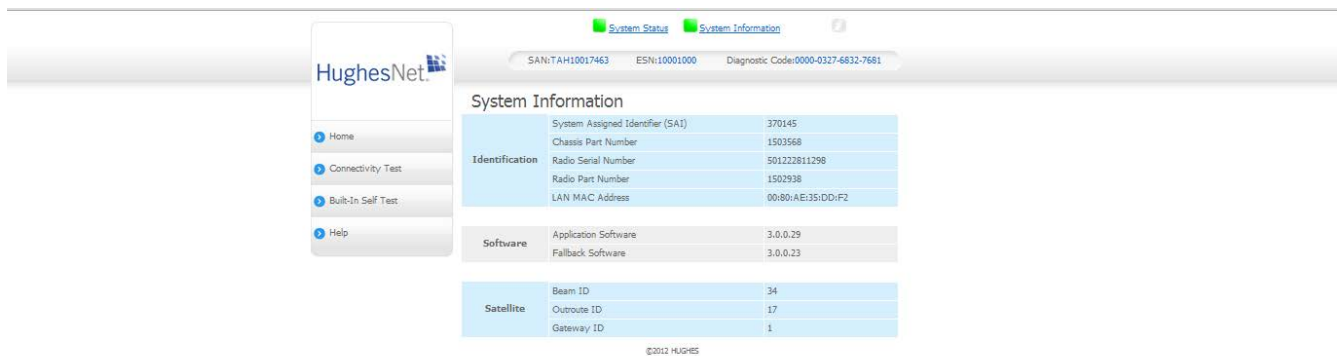 System Status System Information
HughesNet.
SAN:TAH10017463 ESN:10001000 Diagnostic Code:0000-0327-6832-7681
Home
Connectivity Test
Built-In Self Test
Help
System Information
Identification
System Assigned Identifier (SAI) 370145
Chassis Part Number 1503568
Radio Serial Number 501222811298
Radio Part Number 1502938
LAN MAC Address 00:80:AE:35:DD:F2
Software
Application Software 3.0.0.29
Fallback Software 3.0.0.23
Satellite
Beam ID 34
Outroute ID 17
Gateway ID 1
©2012 HUGHES